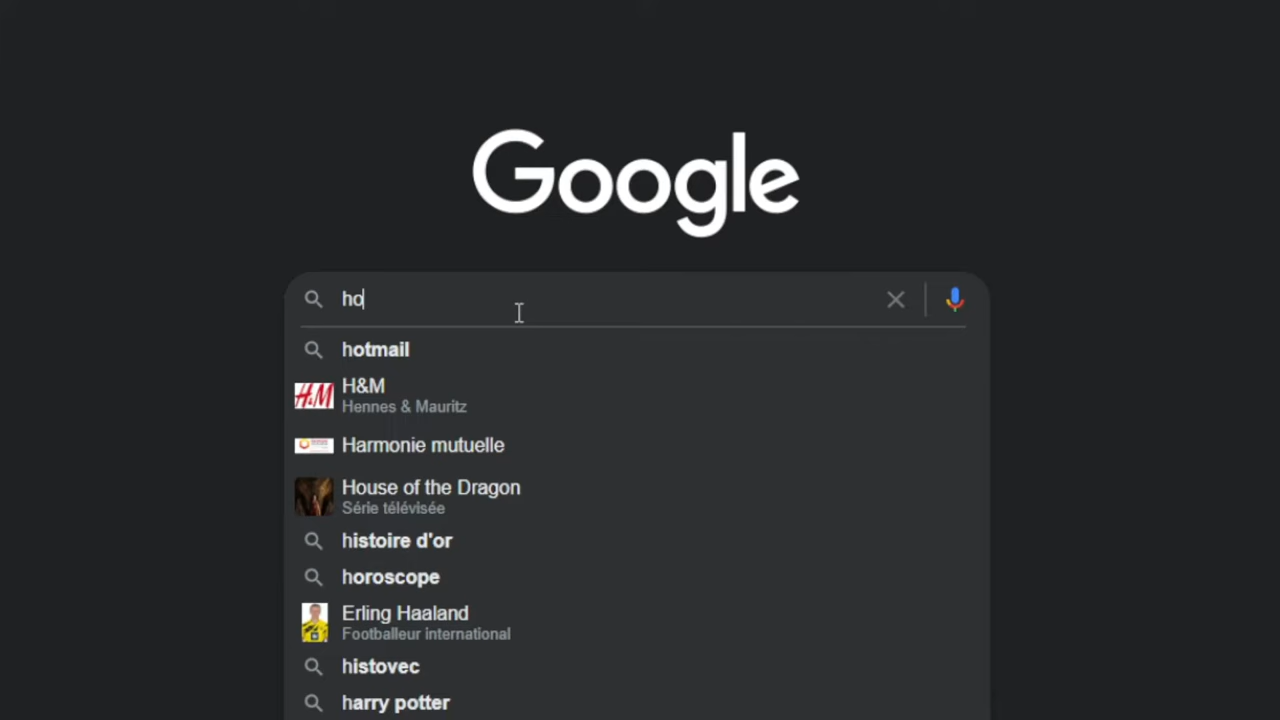 Google
ho
hotmail
H&M
H&M
Hennes & Mauritz
Harmonie mutuelle
House of the Dragon
Série télévisée
histoire d'or
horoscope
Erling Haaland
Footballeur international
histovec
harry potter